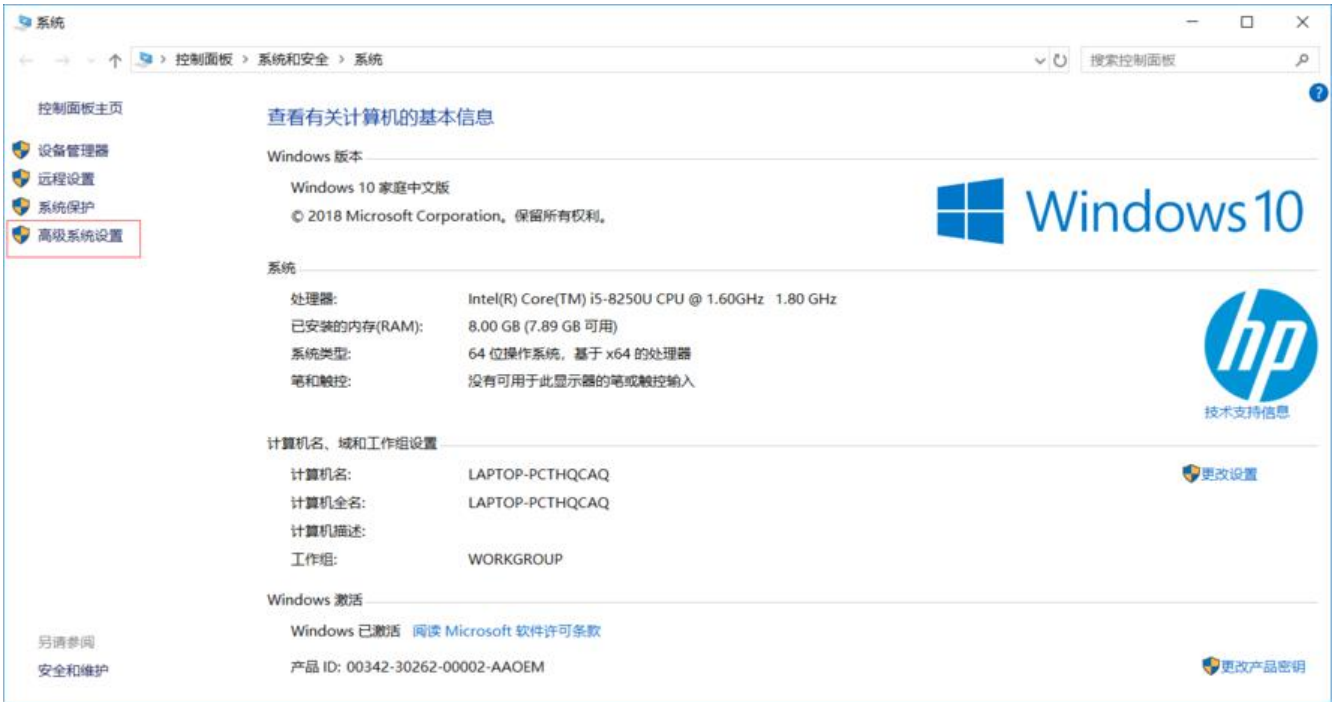 系统
控制面板 > 系统和安全 > 系统
搜索控制面板
控制面板主页
设备管理器
远程设置
系统保护
高级系统设置
查看有关计算机的基本信息
Windows 版本
Windows 10 家庭中文版
© 2018 Microsoft Corporation。保留所有权利。
Windows 10
系统
处理器: Intel(R) Core(TM) i5-8250U CPU @ 1.60GHz 1.80 GHz
已安装的内存(RAM): 8.00 GB (7.89 GB 可用)
系统类型: 64 位操作系统, 基于 x64 的处理器
笔和触控: 没有可用于此显示器的笔或触控输入
hp
技术支持信息
计算机名、域和工作组设置
计算机名: LAPTOP-PCTHQCAQ
更改设置
计算机全名: LAPTOP-PCTHQCAQ
计算机描述:
工作组: WORKGROUP
Windows 激活
Windows 已激活 阅读 Microsoft 软件许可条款
产品 ID: 00342-30262-00002-AAOEM
更改产品密钥
另请参阅
安全和维护